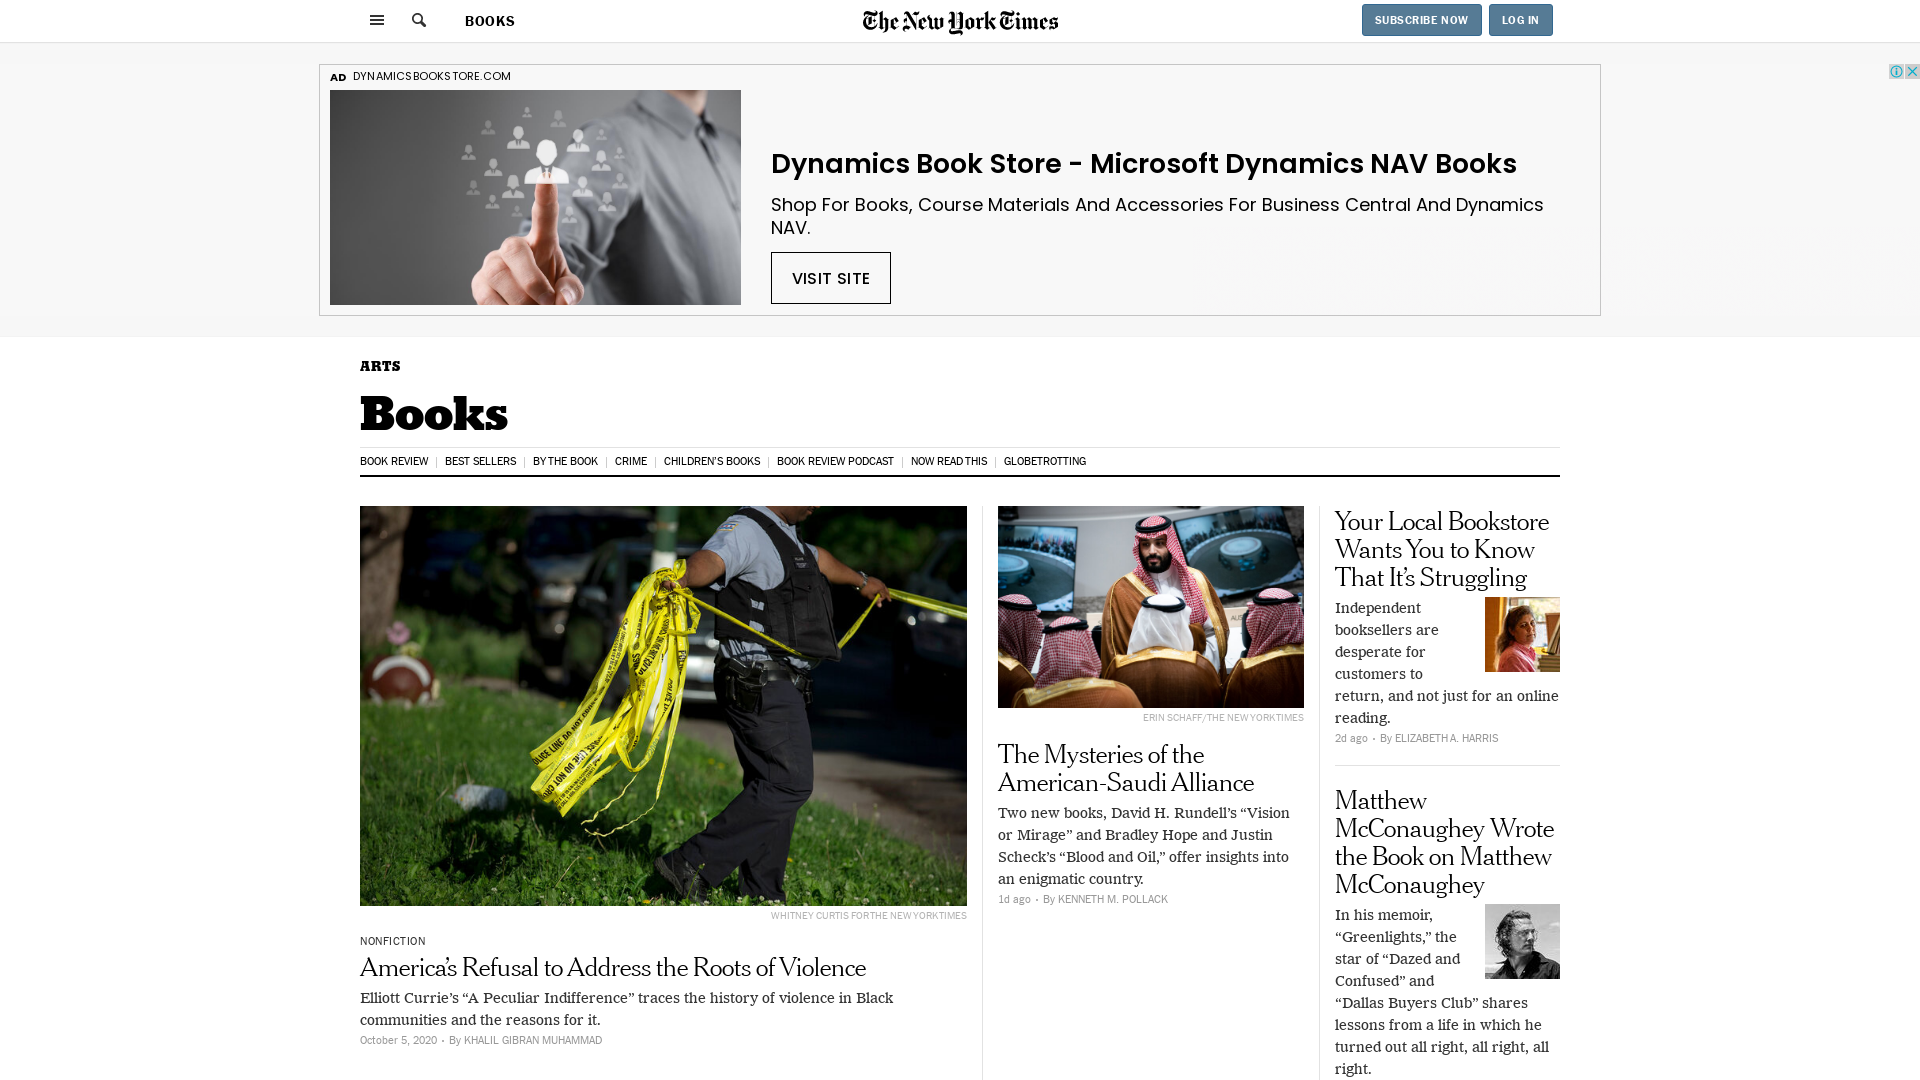 BOOKS
The New York Times
SUBSCRIBE NOW
LOG IN
AD DYNAMICSBOOKSTORE.COM
Dynamics Book Store - Microsoft Dynamics NAV Books
Shop For Books, Course Materials And Accessories For Business Central And Dynamics
NAV.
VISIT SITE
ARTS
Books
BOOK REVIEW
BEST SELLERS
BY THE BOOK
CRIME
CHILDREN'S BOOKS
BOOK REVIEW PODCAST
NOW READ THIS
GLOBETROTTING
WHITNEY CURTIS FOR THE NEW YORK TIMES
NONFICTION
America's Refusal to Address the Roots of Violence
Elliott Currie's “A Peculiar Indifference” traces the history of violence in Black
communities and the reasons for it.
October 5, 2020 • By KHALIL GIBRAN MUHAMMAD
ERIN SCHAFF/THE NEW YORK TIMES
The Mysteries of the
American-Saudi Alliance
Two new books, David H. Rundell's “Vision
or Mirage” and Bradley Hope and Justin
Scheck's “Blood and Oil,” offer insights into
an enigmatic country.
1d ago • By KENNETH M. POLLACK
Your Local Bookstore
Wants You to Know
That It's Struggling
Independent
booksellers are
desperate for
customers to
return, and not just for an online
reading.
2d ago • By ELIZABETH A. HARRIS
Matthew
McConaughey Wrote
the Book on Matthew
McConaughey
In his memoir,
“Greenlights,” the
star of “Dazed and
Confused” and
“Dallas Buyers Club” shares
lessons from a life in which he
turned out all right, all right, all
right.